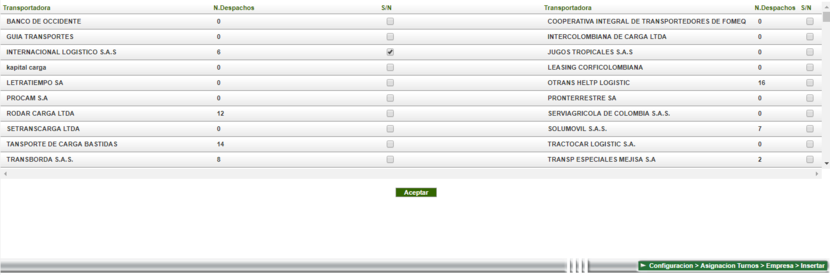 Transportadora N.Despachos S/N Transportadora N.Despachos S/N
BANCO DE OCCIDENTE 0 COOPERATIVA INTEGRAL DE TRANSPORTEDORES DE FOMEQ 0
GUIA TRANSPORTES 0 INTERCOLOMBIANA DE CARGA LTDA 0
INTERNACIONAL LOGISTICO S.A.S 6 JUGOS TROPICALES S.A.S 0
kapital carga 0 LEASING CORFICOLOMBIANA 0
LETRATIEMPO SA 0 OTRANS HELTP LOGISTIC 16
PROCAM S.A 0 PRONTERRESTRE SA 0
RODAR CARGA LTDA 12 SERVIAGRICOLA DE COLOMBIA S.A.S. 0
SETRANSCARGA LTDA 0 SOLUMOVIL S.A.S. 7
TANSPORTE DE CARGA BASTIDAS 14 TRACTOCAR LOGISTIC S.A. 0
TRANSBORDA S.A.S. 8 TRANSP ESPECIALES MEJISA S.A 2
Aceptar
Configuracion > Asignacion Turnos > Empresa > Insertar